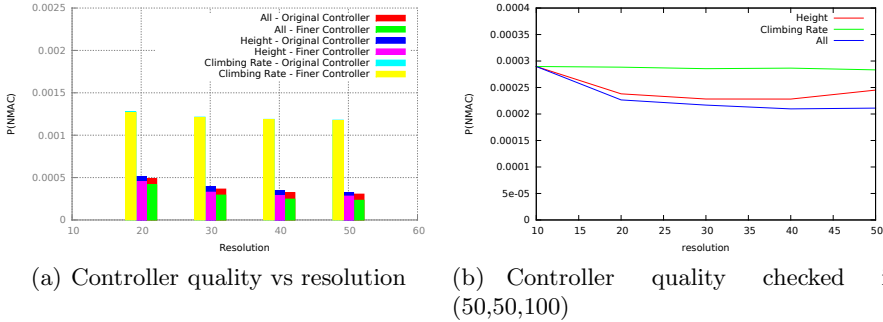 0.0025
0.002
0.0015
0.001
0.0005
0
P(NMAC)
All - Original Controller
All - Finer Controller
Height - Original Controller
Height - Finer Controller
Climbing Rate - Original Controller
Climbing Rate - Finer Controller
10 20 30 40 50 60
Resolution
(a) Controller quality vs resolution
0.0004
0.0003
0.0003
0.0002
0.0002
0.0001
0.0001
5e-05
0
P(NMAC)
Height
Climbing Rate
All
10 15 20 25 30 35 40 45 50
resolution
(b) Controller quality checked
(50,50,100)